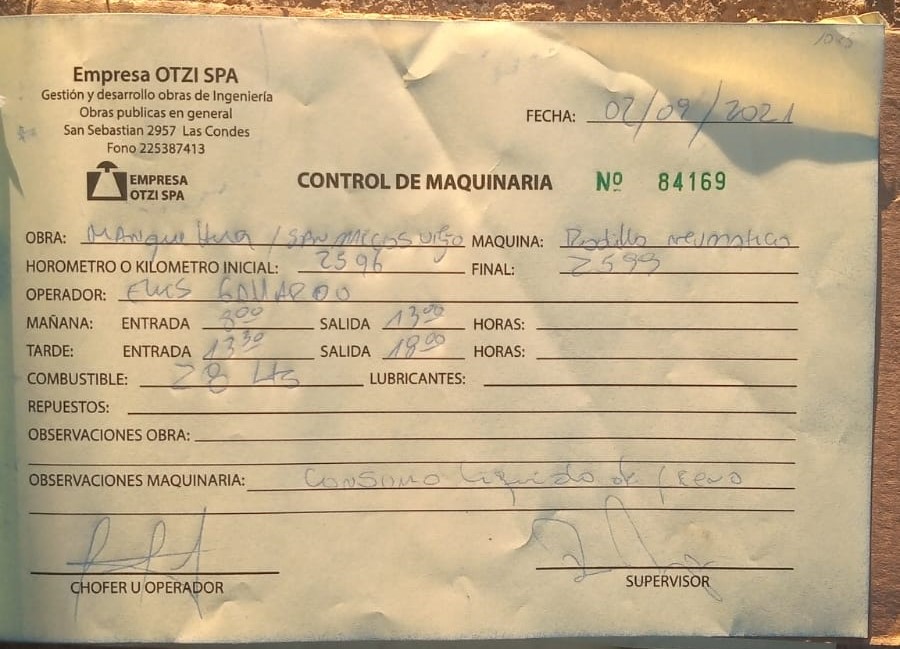 Empresa OTZI SPA
Gestión y desarrollo obras de Ingeniería
Obras publicas en general
San Sebastian 2957 Las Condes
Fono 225387413
EMPRESA
OTZI SPA
FECHA: 02/09/2021
CONTROL DE MAQUINARIA Nº 84169
OBRA: / SAN MARCOS VIEJO MAQUINA: Rodillo neumatico
HOROMETRO O KILOMETRO INICIAL: 2596 FINAL: 2599
OPERADOR: GALLARDO
MAÑANA: ENTRADA 8:00 SALIDA 13:00 HORAS:
TARDE: ENTRADA 13:30 SALIDA 18:00 HORAS:
COMBUSTIBLE: 28 Lts LUBRICANTES:
REPUESTOS:
OBSERVACIONES OBRA:
OBSERVACIONES MAQUINARIA: CONSUMO liquido de freno
CHOFER U OPERADOR
SUPERVISOR